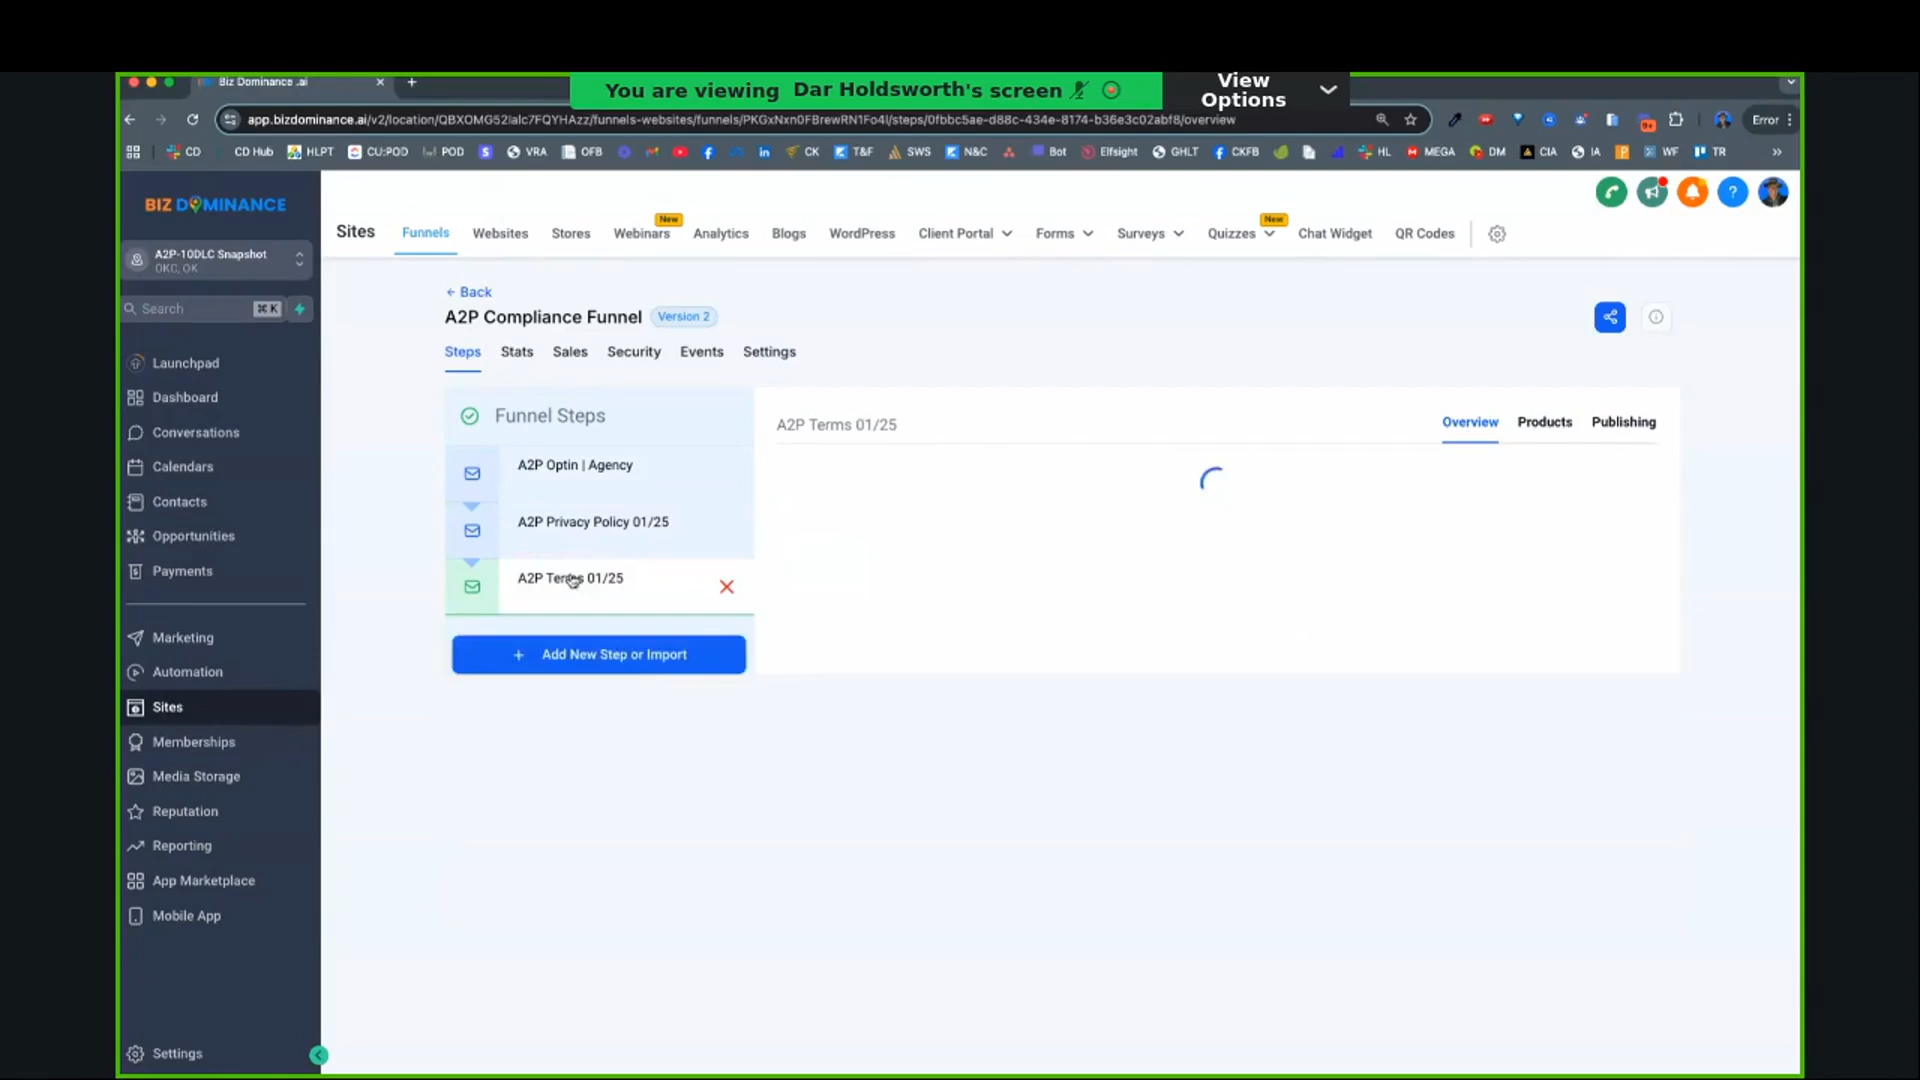 Biz Dominance .ai
You are viewing Dar Holdsworth's screen
View Options
app.bizdominance.ai/v2/location/QBXOMG52lalc7FQYHAzz/funnels-websites/funnels/PKGxNxn0FBrewRN1Fo4l/steps/0fbbc5ae-d88c-434e-8174-b36e3c02abf8/overview
Error
CD CD Hub HLPT CU:POD POD VRA OFB CK T&F SWS N&C Bot Elfsight GHLT CKFB HL MEGA DM CIA IA WF TR
BIZ DOMINANCE
A2P-10DLC Snapshot
OKC, OK
Search ⌘ K
Launchpad
Dashboard
Conversations
Calendars
Contacts
Opportunities
Payments
Marketing
Automation
Sites
Memberships
Media Storage
Reputation
Reporting
App Marketplace
Mobile App
Settings
New New
Sites Funnels Websites Stores Webinars Analytics Blogs WordPress Client Portal Forms Surveys Quizzes Chat Widget QR Codes
← Back
A2P Compliance Funnel Version 2
Steps Stats Sales Security Events Settings
Funnel Steps
A2P Optin | Agency
A2P Privacy Policy 01/25
A2P Terms 01/25
+ Add New Step or Import
A2P Terms 01/25
Overview Products Publishing